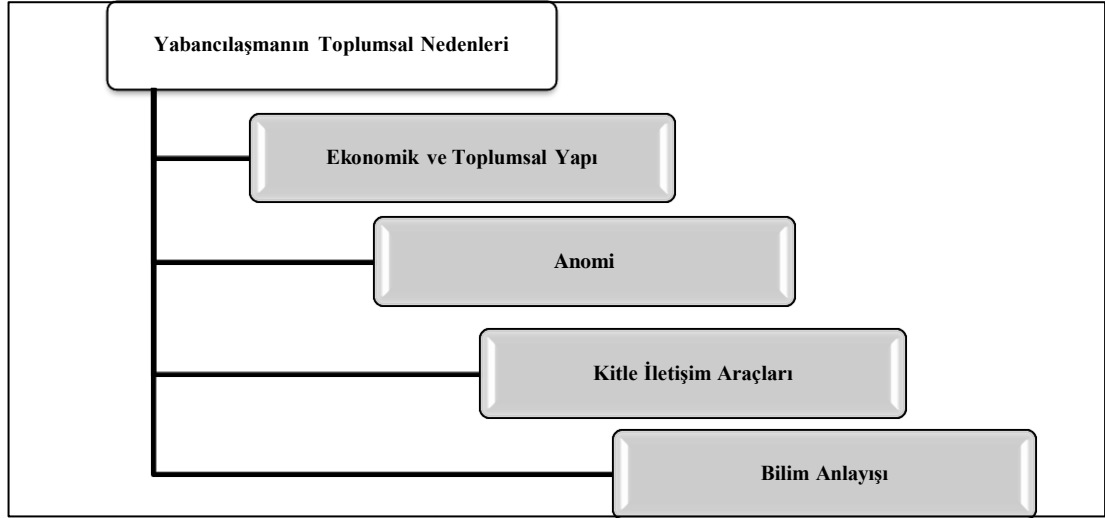 Yabancılaşmanın Toplumsal Nedenleri
Ekonomik ve Toplumsal Yapı
Anomi
Kitle İletişim Araçları
Bilim Anlayışı